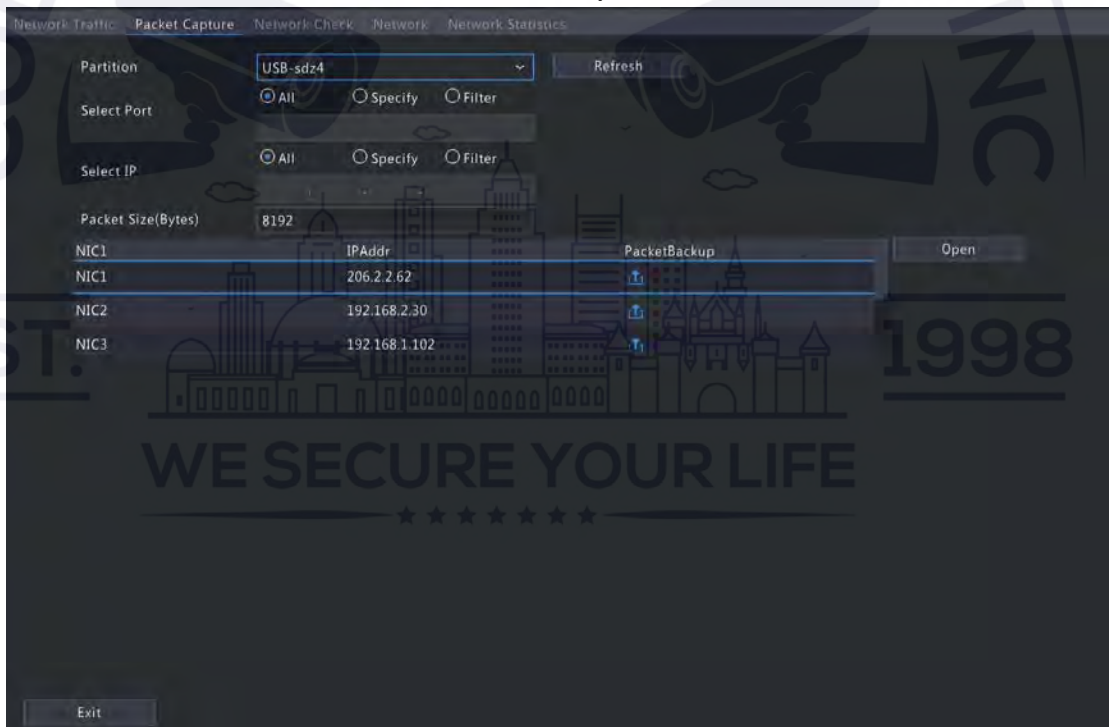 Network Traffic Packet Capture Network Check Network Network Statistics
Partition USB-sdz4 Refresh
Select Port All Specify Filter
Select IP All Specify Filter
Packet Size(Bytes) 8192
NIC1 IPAddr PacketBackup Open
NIC1 206.2.2.62
NIC2 192.168.2.30
NIC3 192.168.1.102
INC
1998
WE SECURE YOUR LIFE
Exit